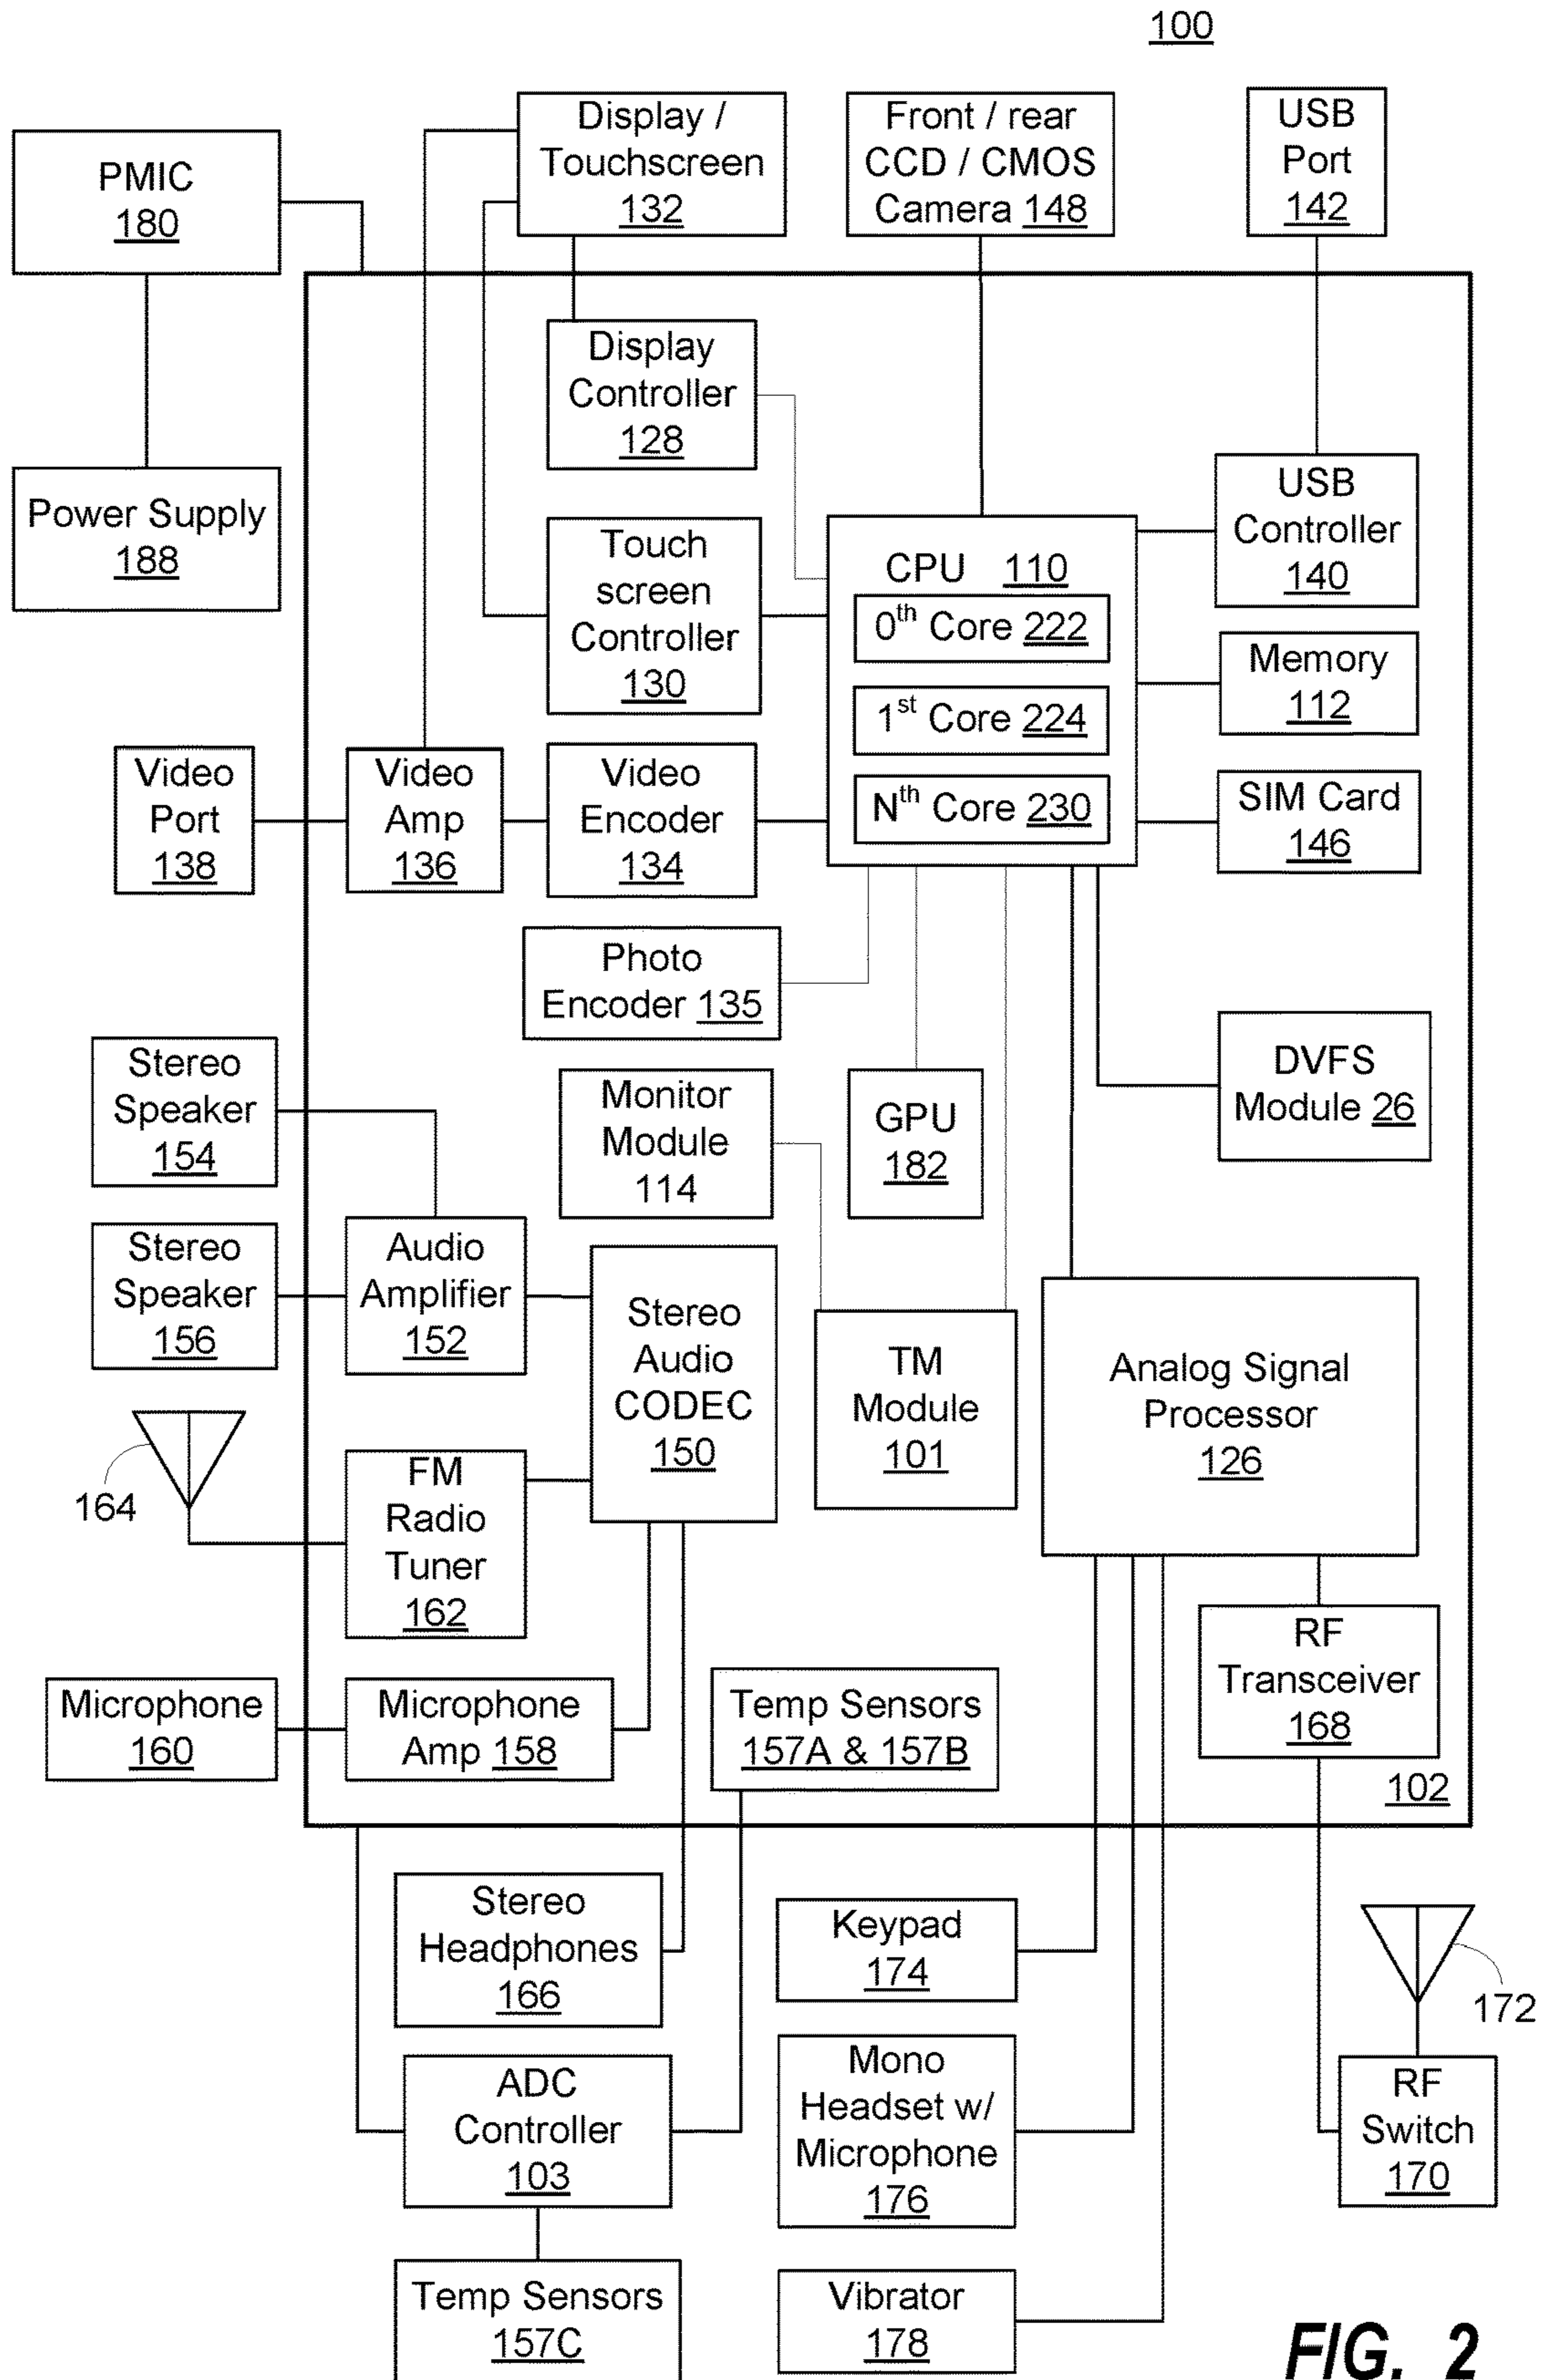 100
PMIC
180
Display /
Touchscreen
132
Front / rear
CCD / CMOS
Camera 148
USB
Port
142
Power Supply
188
Display
Controller
128
Touch
screen
Controller
130
CPU 110
0th Core 222
1st Core 224
Nth Core 230
USB
Controller
140
Memory
112
SIM Card
146
Video
Port
138
Video
Amp
136
Video
Encoder
134
Photo
Encoder 135
Stereo
Speaker
154
Monitor
Module
114
GPU
182
DVFS
Module 26
Stereo
Speaker
156
Audio
Amplifier
152
Stereo
Audio
CODEC
150
TM
Module
101
Analog Signal
Processor
126
164
FM
Radio
Tuner
162
RF
Transceiver
168
Microphone
160
Microphone
Amp 158
Temp Sensors
157A & 157B
102
Stereo
Headphones
166
Keypad
174
172
ADC
Controller
103
Mono
Headset w/
Microphone
176
RF
Switch
170
Temp Sensors
157C
Vibrator
178
FIG. 2